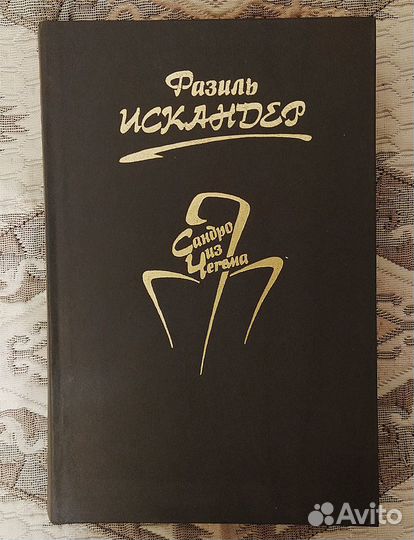 Фазиль
ИСКАНДЕР
Сандро
из
Чегема
Avito